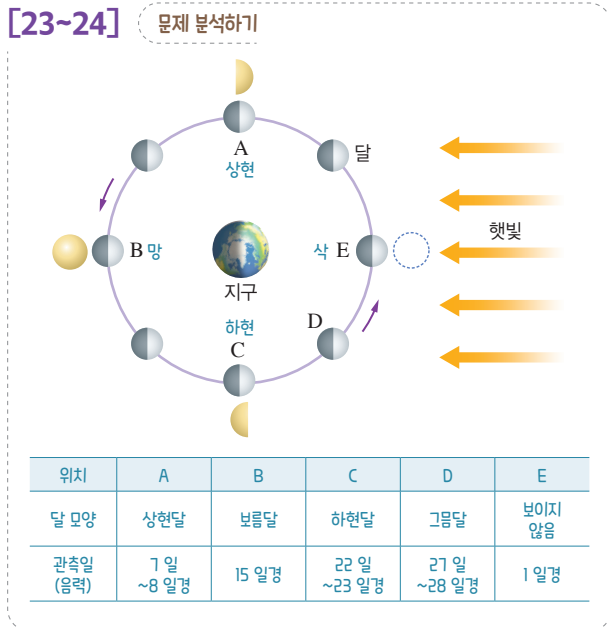 [23~24] 문제 분석하기
A
상현
달
B 망
삭 E
햇빛
지구
하현
C
D
위치 A B C D E
달 모양 상현달 보름달 하현달 그믐달 보이지 않음
관측일 (음력) 7 일 ~8 일경 15 일경 22 일 ~23 일경 27 일 ~28 일경 1 일경